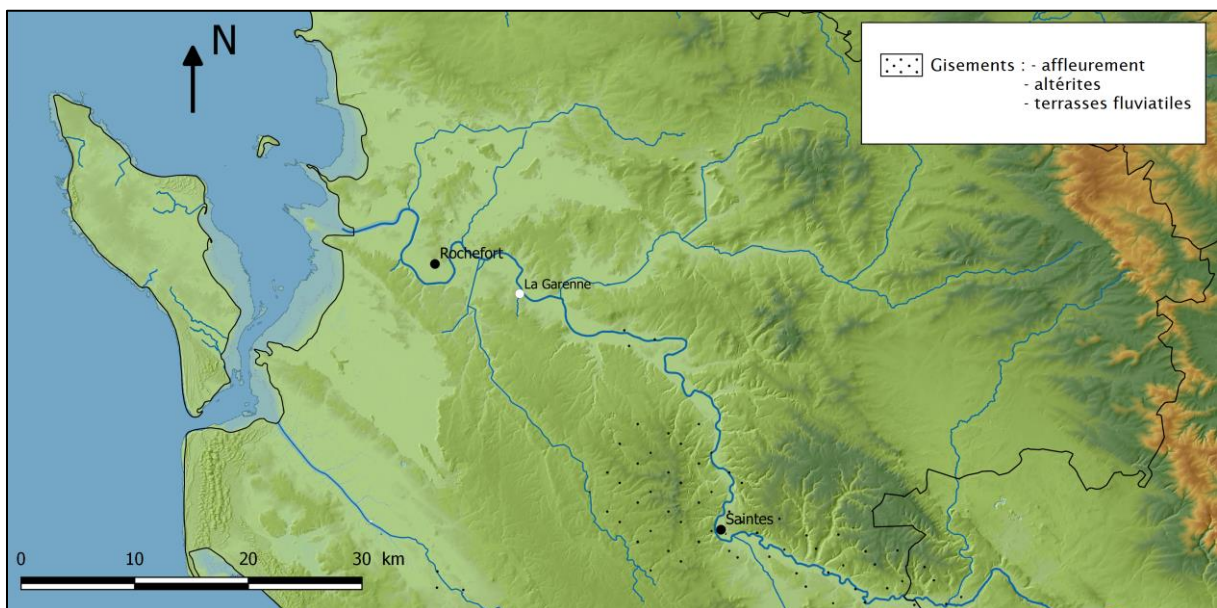 N
Gisements : - affleurement
- altérites
- terrasses fluviatiles
Rochefort
La Garenne
Saintes
0 10 20 30 km